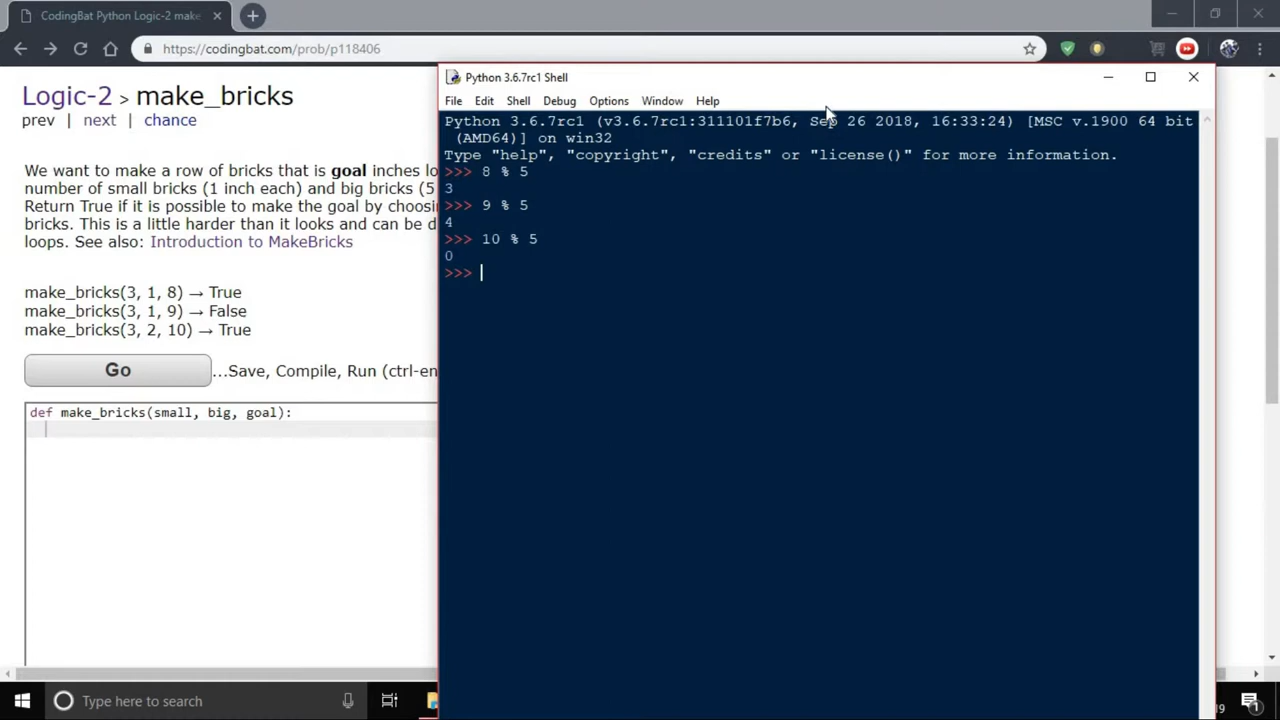 CodingBat Python Logic-2 make
https://codingbat.com/prob/p118406
Logic-2 > make_bricks
prev | next | chance
We want to make a row of bricks that is goal inches lo
number of small bricks (1 inch each) and big bricks (5
Return True if it is possible to make the goal by choosi
bricks. This is a little harder than it looks and can be d
loops. See also: Introduction to MakeBricks
make_bricks(3, 1, 8) → True
make_bricks(3, 1, 9) → False
make_bricks(3, 2, 10) → True
Go ...Save, Compile, Run (ctrl-en
def make_bricks(small, big, goal):
Python 3.6.7rc1 Shell
File Edit Shell Debug Options Window Help
Python 3.6.7rc1 (v3.6.7rc1:311101f7b6, Sep 26 2018, 16:33:24) [MSC v.1900 64 bit
(AMD64)] on win32
Type "help", "copyright", "credits" or "license()" for more information.
>>> 8 % 5
3
>>> 9 % 5
4
>>> 10 % 5
0
>>>
Type here to search
19
1